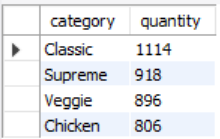 category quantity
Classic 1114
Supreme 918
Veggie 896
Chicken 806